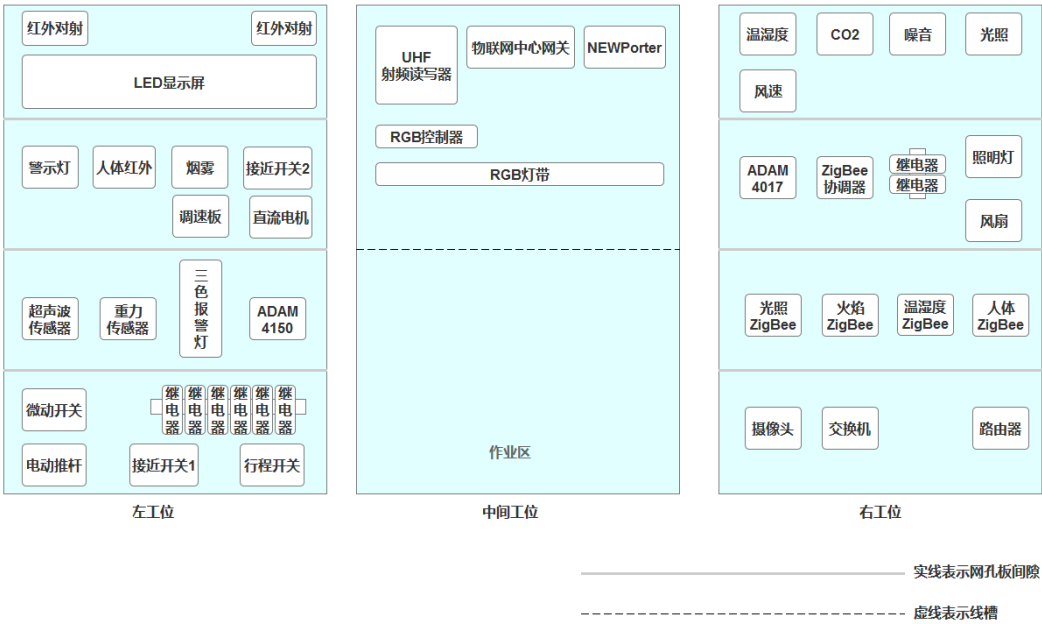 红外对射
红外对射
LED显示屏
警示灯
人体红外
烟雾
接近开关2
调速板
直流电机
超声波
传感器
重力
传感器
三
色
报
警
灯
ADAM
4150
微动开关
继
电
器
继
电
器
继
电
器
继
电
器
继
电
器
继
电
器
电动推杆
接近开关1
行程开关
左工位
UHF
射频读写器
物联网中心网关
NEWPorter
RGB控制器
RGB灯带
作业区
中间工位
温湿度
CO2
噪音
光照
风速
ADAM
4017
ZigBee
协调器
继电器
继电器
照明灯
风扇
光照
ZigBee
火焰
ZigBee
温湿度
ZigBee
人体
ZigBee
摄像头
交换机
路由器
右工位
实线表示网孔板间隙
虚线表示线槽